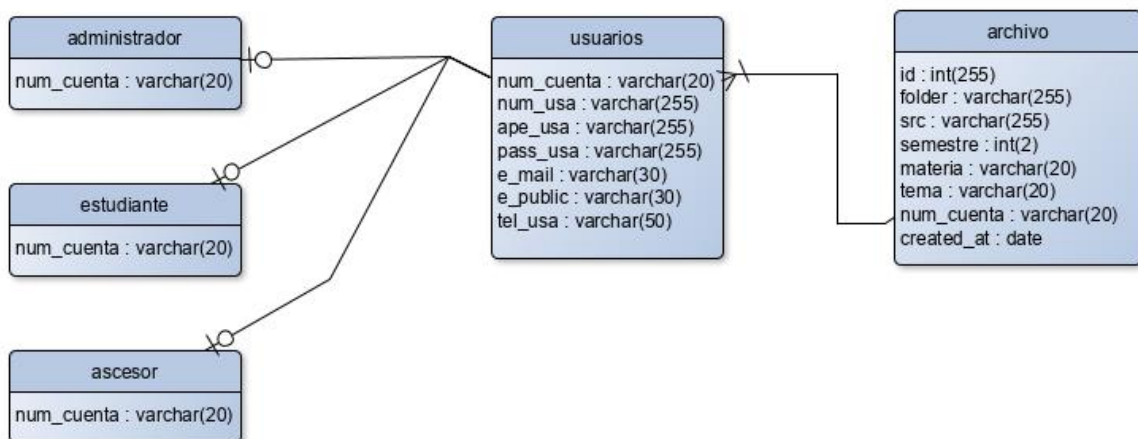 administrador
num_cuenta : varchar(20)
estudiante
num_cuenta : varchar(20)
ascesor
num_cuenta : varchar(20)
usuarios
num_cuenta : varchar(20)
num_usa : varchar(255)
ape_usa : varchar(255)
pass_usa : varchar(255)
e_mail : varchar(30)
e_public : varchar(30)
tel_usa : varchar(50)
archivo
id : int(255)
folder : varchar(255)
src : varchar(255)
semestre : int(2)
materia : varchar(20)
tema : varchar(20)
num_cuenta : varchar(20)
created_at : date